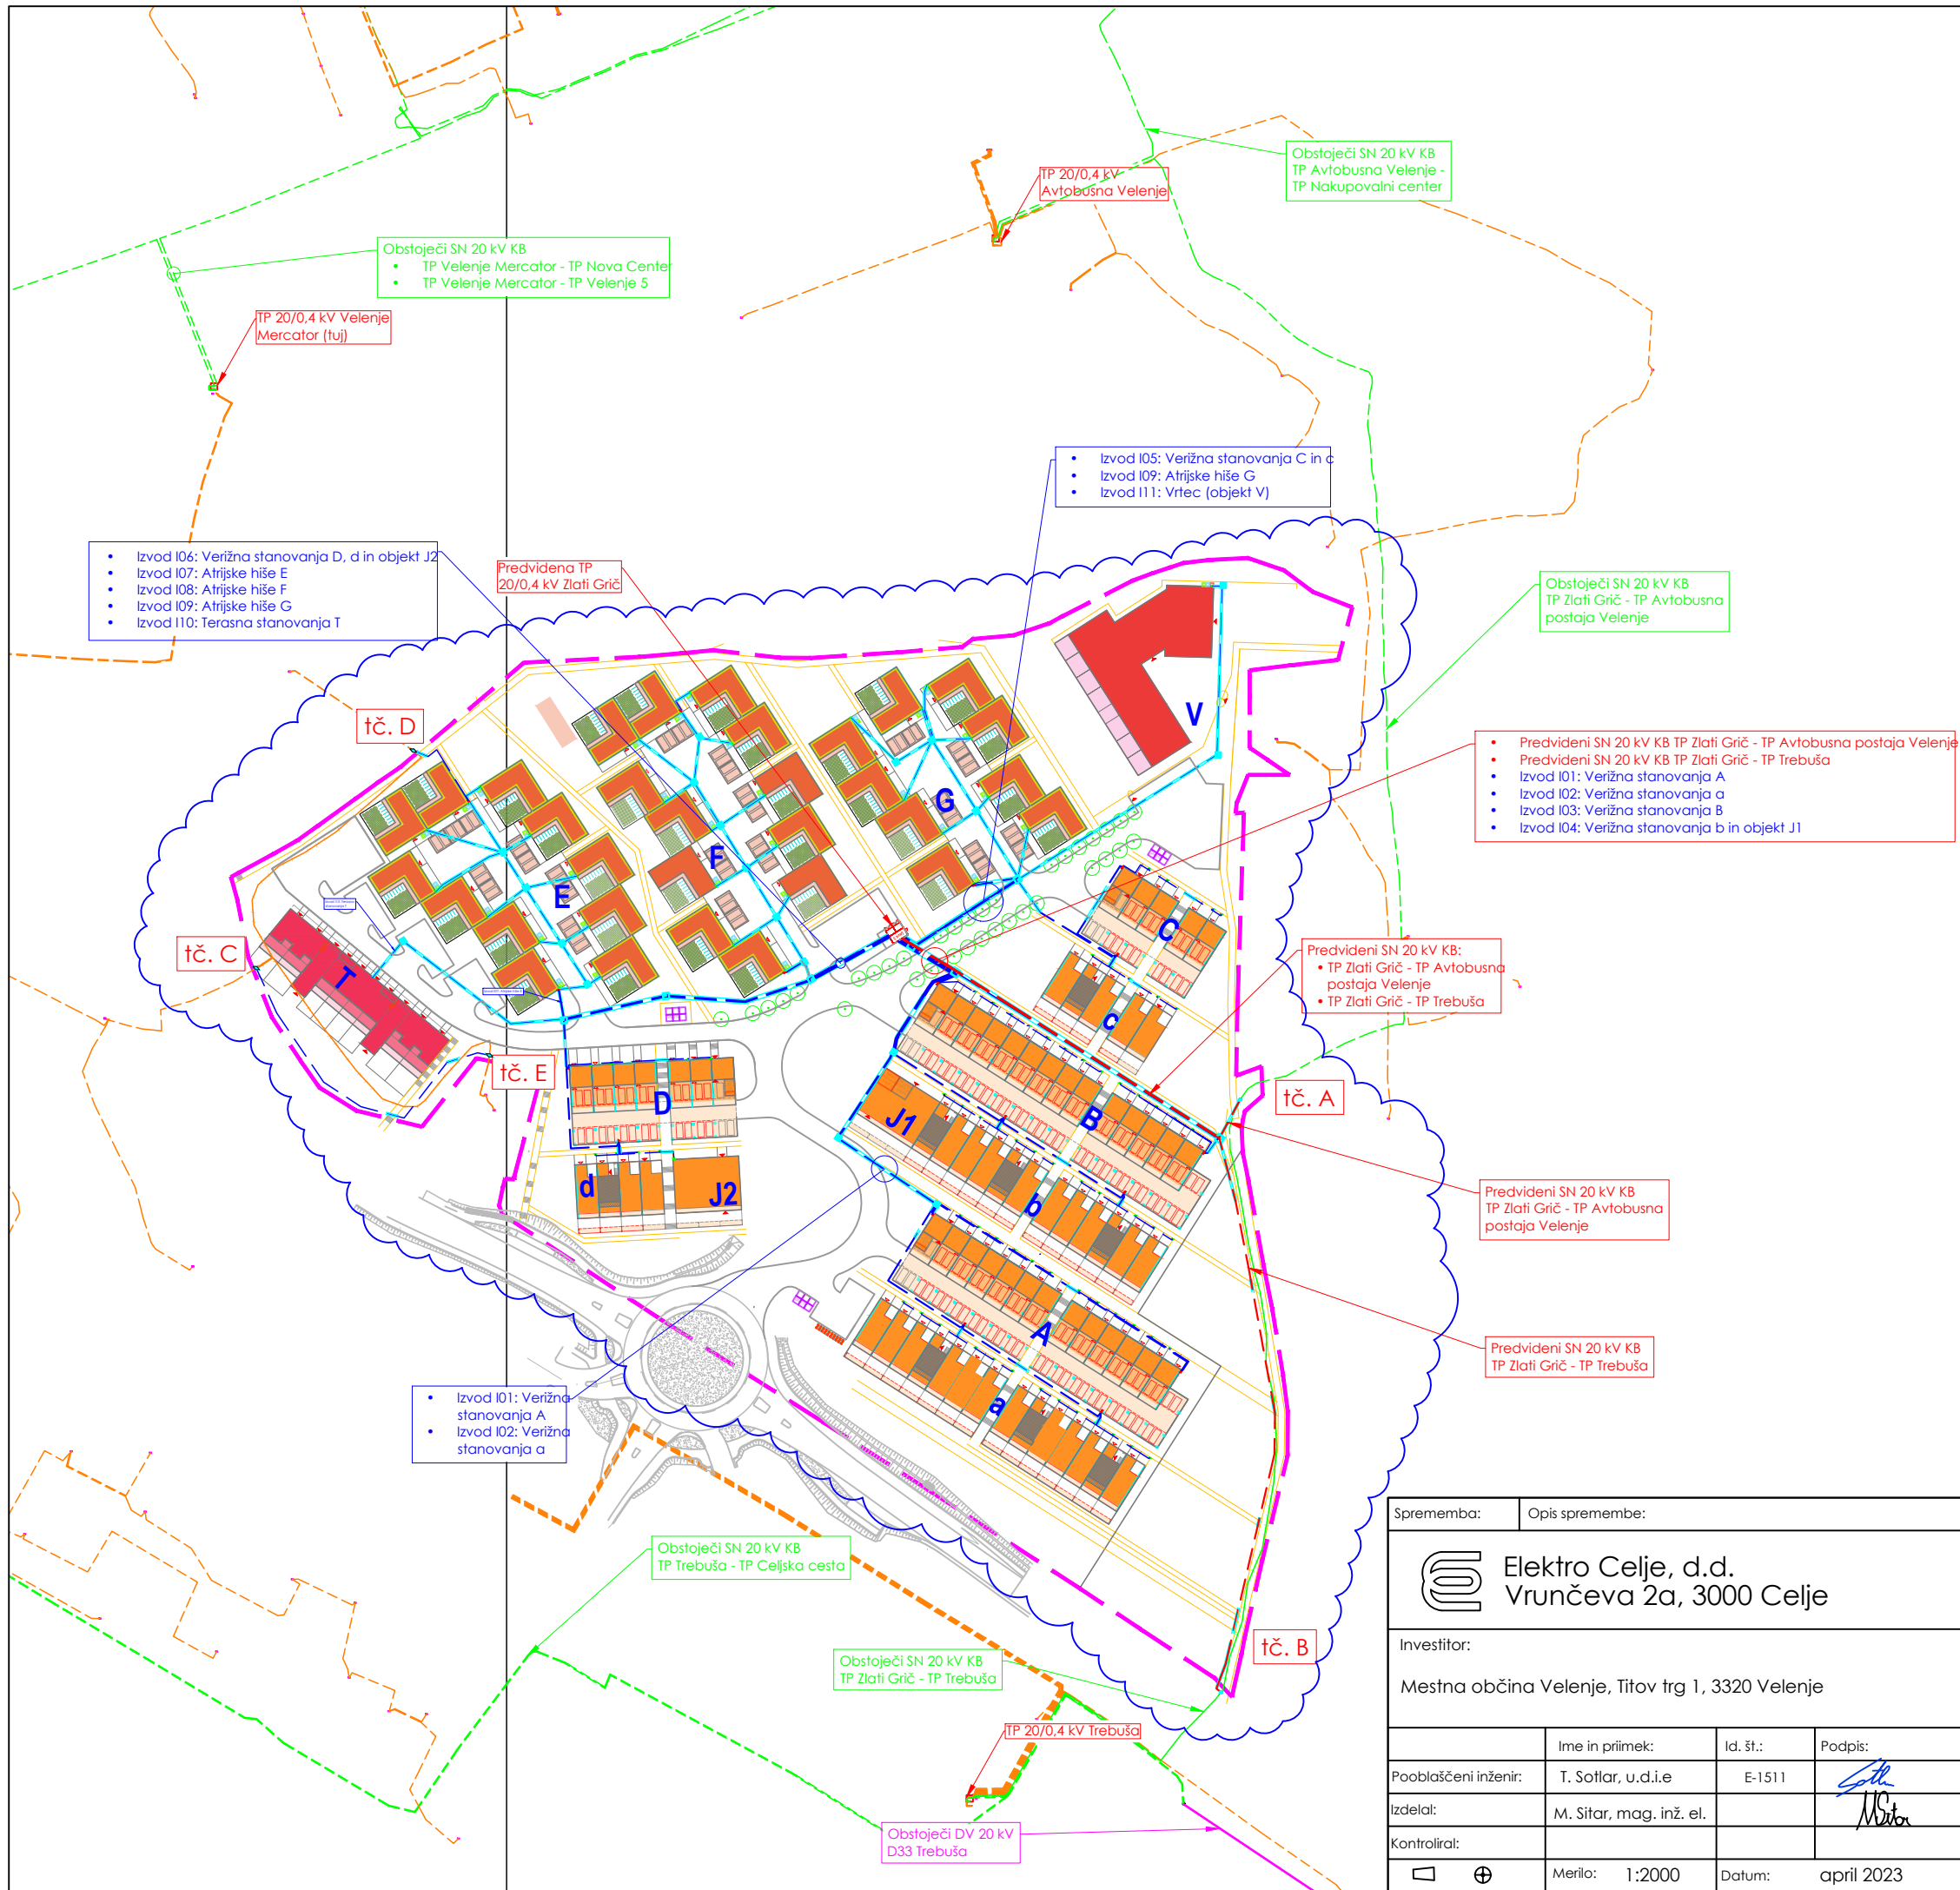 Obstoječi SN 20 kV KB
TP Avtobusna Velenje -
TP Nakupovalni center
TP 20/0,4 kV
Avtobusna Velenje
Obstoječi SN 20 kV KB
• TP Velenje Mercator - TP Nova Center
• TP Velenje Mercator - TP Velenje 5
TP 20/0,4 kV Velenje
Mercator (tuj)
• Izvod I05: Verižna stanovanja C in c
• Izvod I09: Atrijske hiše G
• Izvod I11: Vrtec (objekt V)
• Izvod I06: Verižna stanovanja D, d in objekt J2
• Izvod I07: Atrijske hiše E
• Izvod I08: Atrijske hiše F
• Izvod I09: Atrijske hiše G
• Izvod I10: Terasna stanovanja T
Predvidena TP
20/0,4 kV Zlati Grič
Obstoječi SN 20 kV KB
TP Zlati Grič - TP Avtobusna
postaja Velenje
tč. D
V
• Predvideni SN 20 kV KB TP Zlati Grič - TP Avtobusna postaja Velenje
• Predvideni SN 20 kV KB TP Zlati Grič - TP Trebuša
• Izvod I01: Verižna stanovanja A
• Izvod I02: Verižna stanovanja a
• Izvod I03: Verižna stanovanja B
• Izvod I04: Verižna stanovanja b in objekt J1
G
F
E
C
tč. C
T
Predvideni SN 20 kV KB:
• TP Zlati Grič - TP Avtobusna
postaja Velenje
• TP Zlati Grič - TP Trebuša
c
tč. E
tč. A
D
B
J1
d
J2
b
Predvideni SN 20 kV KB
TP Zlati Grič - TP Avtobusna
postaja Velenje
A
Predvideni SN 20 kV KB
TP Zlati Grič - TP Trebuša
a
• Izvod I01: Verižna
stanovanja A
• Izvod I02: Verižna
stanovanja a
Obstoječi SN 20 kV KB
TP Trebuša - TP Celjska cesta
tč. B
Obstoječi SN 20 kV KB
TP Zlati Grič - TP Trebuša
TP 20/0,4 kV Trebuša
Obstoječi DV 20 kV
D33 Trebuša
Sprememba: Opis spremembe:
Elektro Celje, d.d.
Vrunčeva 2a, 3000 Celje
Investitor:
Mestna občina Velenje, Titov trg 1, 3320 Velenje
Ime in priimek: Id. št.: Podpis:
Pooblaščeni inženir: T. Sotlar, u.d.i.e E-1511
Izdelal: M. Sitar, mag. inž. el.
Kontroliral:
Merilo: 1:2000 Datum: april 2023